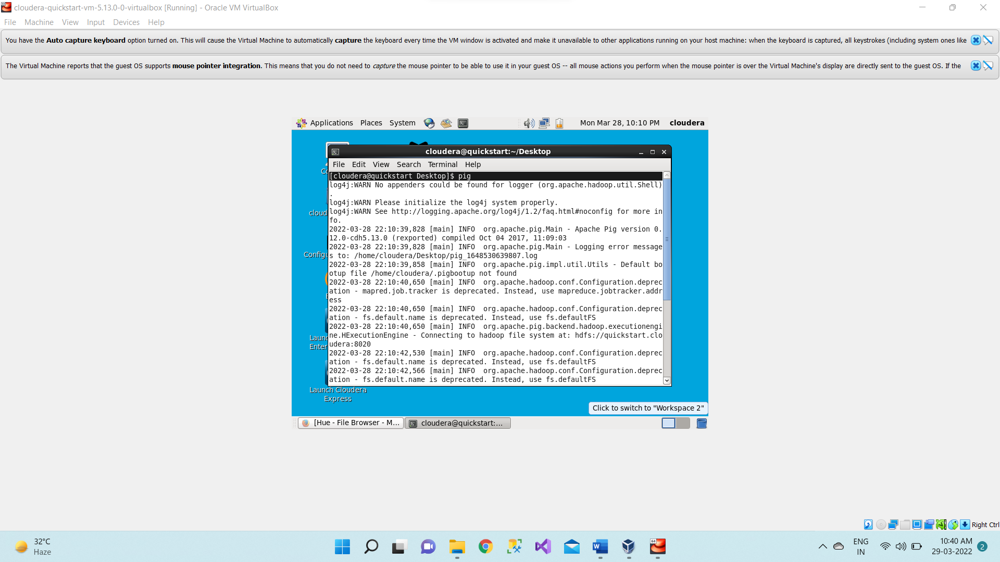 cloudera-quickstart-vm-5.13.0-0-virtualbox [Running] - Oracle VM VirtualBox
File Machine View Input Devices Help
You have the Auto capture keyboard option turned on. This will cause the Virtual Machine to automatically capture the keyboard every time the VM window is activated and make it unavailable to other applications running on your host machine: when the keyboard is captured, all keystrokes (including system ones like
The Virtual Machine reports that the guest OS supports mouse pointer integration. This means that you do not need to capture the mouse pointer to be able to use it in your guest OS -- all mouse actions you perform when the mouse pointer is over the Virtual Machine's display are directly sent to the guest OS. If the
Applications Places System Mon Mar 28, 10:10 PM cloudera
cloudera@quickstart:~/Desktop
File Edit View Search Terminal Help
[cloudera@quickstart Desktop]$ pig
log4j:WARN No appenders could be found for logger (org.apache.hadoop.util.Shell)
.
log4j:WARN Please initialize the log4j system properly.
log4j:WARN See http://logging.apache.org/log4j/1.2/faq.html#noconfig for more in
fo.
2022-03-28 22:10:39,828 [main] INFO  org.apache.pig.Main - Apache Pig version 0.
12.0-cdh5.13.0 (rexported) compiled Oct 04 2017, 11:09:03
2022-03-28 22:10:39,828 [main] INFO  org.apache.pig.Main - Logging error message
s to: /home/cloudera/Desktop/pig_1648530639807.log
2022-03-28 22:10:39,858 [main] INFO  org.apache.pig.impl.util.Utils - Default bo
otup file /home/cloudera/.pigbootup not found
2022-03-28 22:10:40,650 [main] INFO  org.apache.hadoop.conf.Configuration.deprec
ation - mapred.job.tracker is deprecated. Instead, use mapreduce.jobtracker.addr
ess
2022-03-28 22:10:40,650 [main] INFO  org.apache.hadoop.conf.Configuration.deprec
ation - fs.default.name is deprecated. Instead, use fs.defaultFS
2022-03-28 22:10:40,650 [main] INFO  org.apache.pig.backend.hadoop.executionengi
ne.HExecutionEngine - Connecting to hadoop file system at: hdfs://quickstart.clo
udera:8020
2022-03-28 22:10:42,530 [main] INFO  org.apache.hadoop.conf.Configuration.deprec
ation - fs.default.name is deprecated. Instead, use fs.defaultFS
2022-03-28 22:10:42,566 [main] INFO  org.apache.hadoop.conf.Configuration.deprec
ation - fs.default.name is deprecated. Instead, use fs.defaultFS
cloud
Configu
Launc
Enter
Launch Cloudera
Express
Click to switch to "Workspace 2"
[Hue - File Browser - M... cloudera@quickstart:...
Right Ctrl
32°C
Haze
64
ENG
IN
10:40 AM
29-03-2022
2